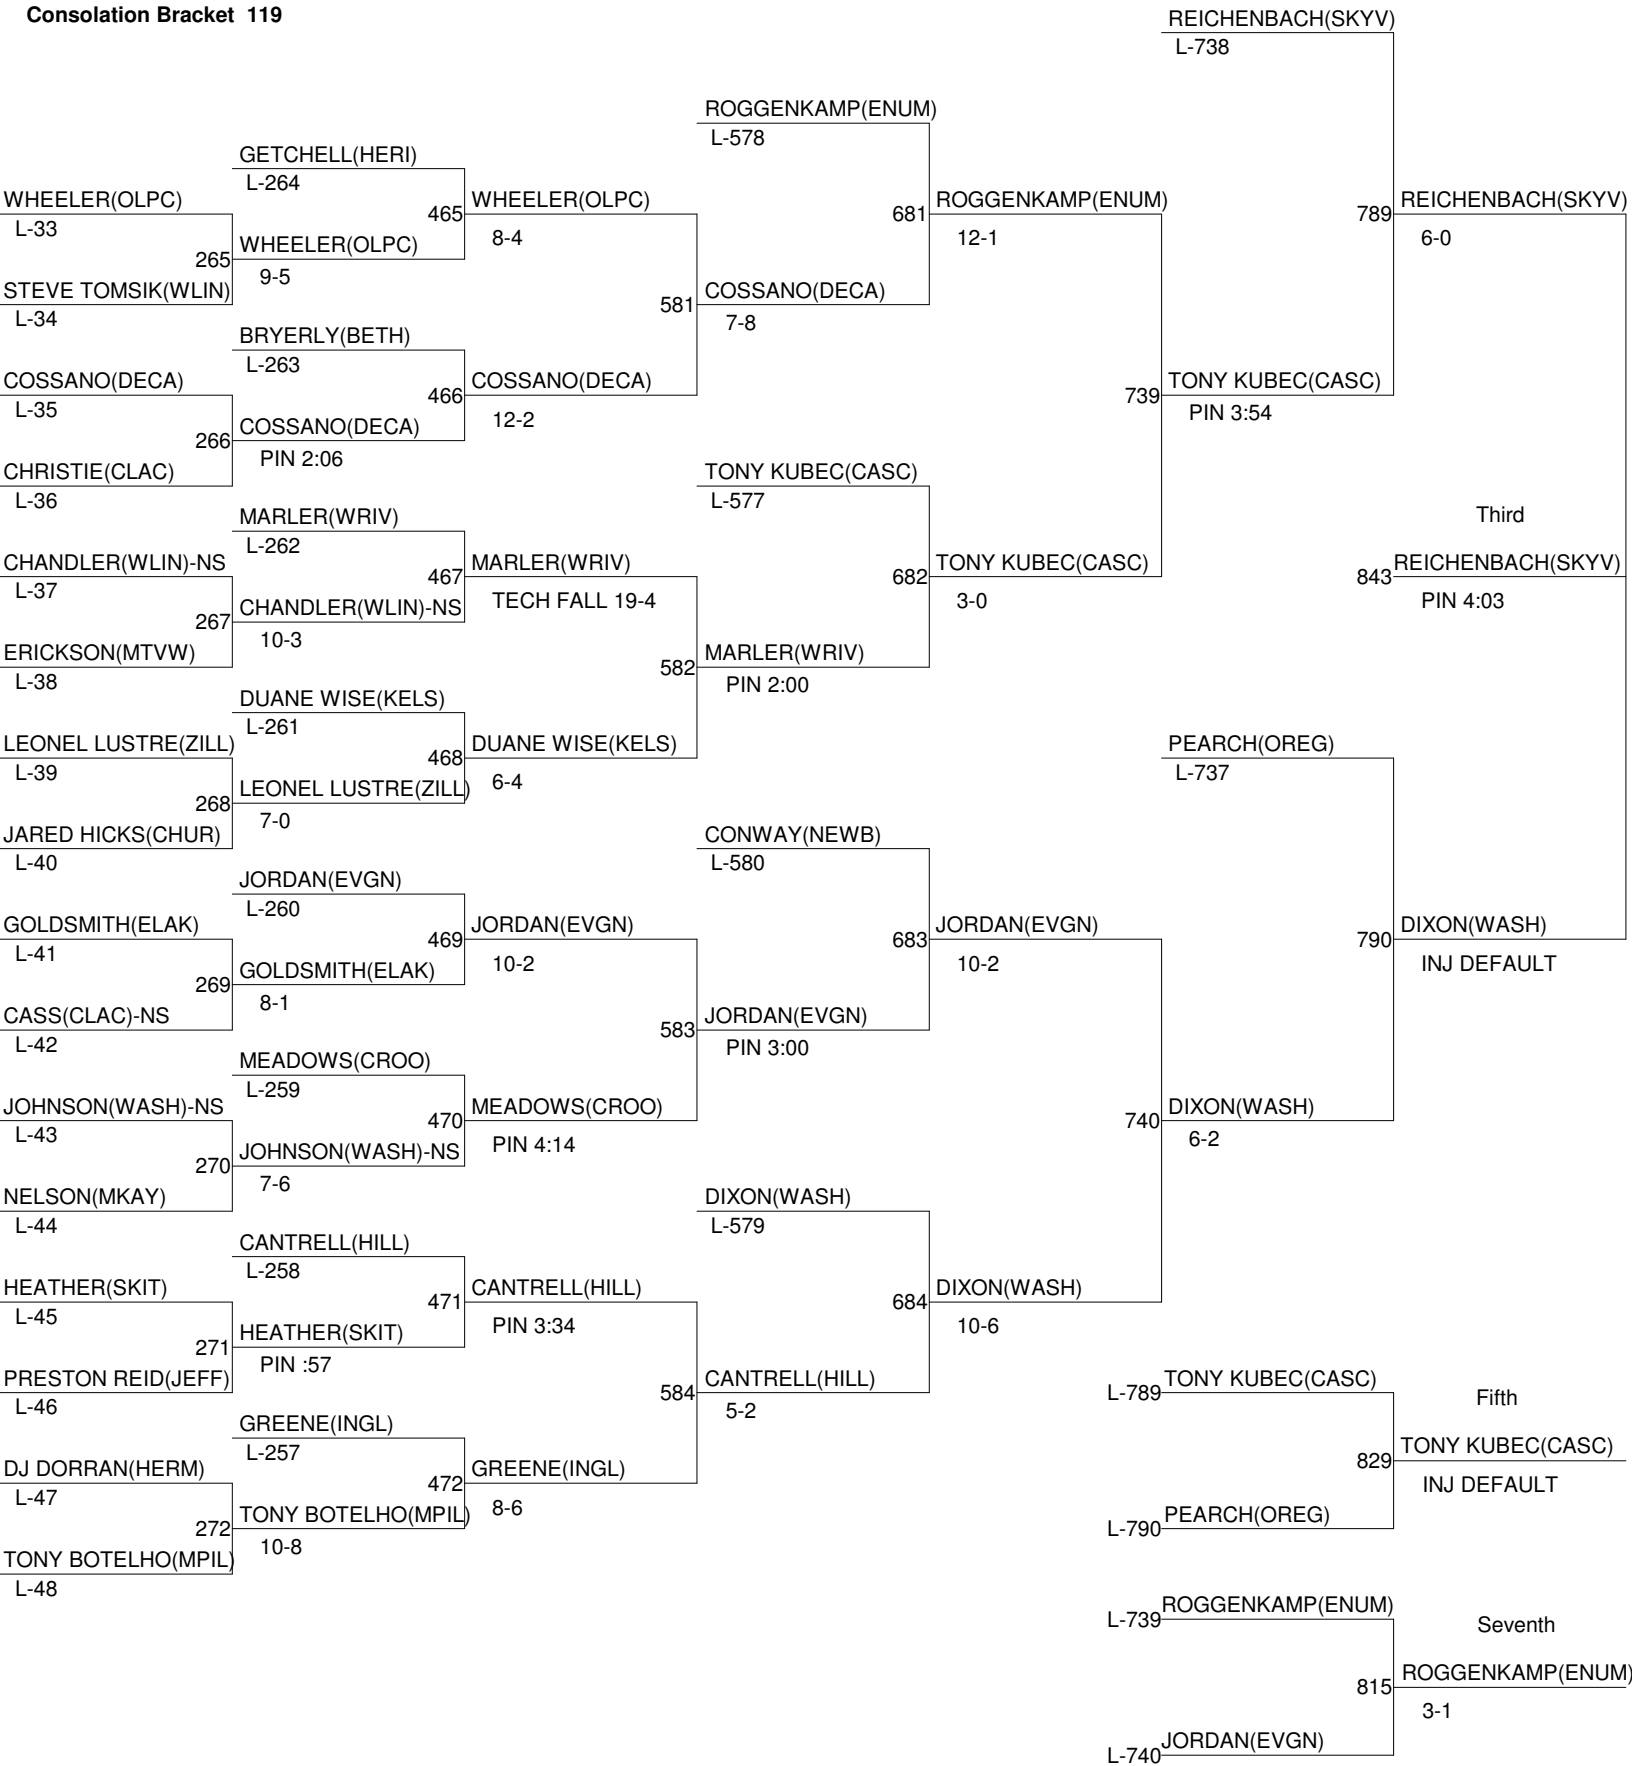 Consolation Bracket 119
WHEELER(OLPC)
L-33
265
STEVE TOMSIK(WLIN)
L-34
COSSANO(DECA)
L-35
266
CHRISTIE(CLAC)
L-36
CHANDLER(WLIN)-NS
L-37
267
ERICKSON(MTVW)
L-38
LEONEL LUSTRE(ZILL)
L-39
268
JARED HICKS(CHUR)
L-40
GOLDSMITH(ELAK)
L-41
269
CASS(CLAC)-NS
L-42
JOHNSON(WASH)-NS
L-43
270
NELSON(MKAY)
L-44
HEATHER(SKIT)
L-45
271
PRESTON REID(JEFF)
L-46
DJ DORRAN(HERM)
L-47
272
TONY BOTELHO(MPIL)
L-48
GETCHELL(HERI)
L-264
465
WHEELER(OLPC)
9-5
BRYERLY(BETH)
L-263
466
COSSANO(DECA)
PIN 2:06
MARLER(WRIV)
L-262
467
CHANDLER(WLIN)-NS
10-3
DUANE WISE(KELS)
L-261
468
LEONEL LUSTRE(ZILL)
7-0
JORDAN(EVGN)
L-260
469
GOLDSMITH(ELAK)
8-1
MEADOWS(CROO)
L-259
470
JOHNSON(WASH)-NS
7-6
CANTRELL(HILL)
L-258
471
HEATHER(SKIT)
PIN :57
GREENE(INGL)
L-257
472
TONY BOTELHO(MPIL)
10-8
WHEELER(OLPC)
8-4
581
COSSANO(DECA)
12-2
MARLER(WRIV)
TECH FALL 19-4
582
DUANE WISE(KELS)
6-4
JORDAN(EVGN)
10-2
583
MEADOWS(CROO)
PIN 4:14
CANTRELL(HILL)
PIN 3:34
584
GREENE(INGL)
8-6
ROGGENKAMP(ENUM)
L-578
681
COSSANO(DECA)
7-8
TONY KUBEC(CASC)
L-577
682
MARLER(WRIV)
PIN 2:00
CONWAY(NEWB)
L-580
683
JORDAN(EVGN)
PIN 3:00
DIXON(WASH)
L-579
684
CANTRELL(HILL)
5-2
ROGGENKAMP(ENUM)
12-1
739
TONY KUBEC(CASC)
3-0
JORDAN(EVGN)
10-2
740
DIXON(WASH)
10-6
REICHENBACH(SKYV)
L-738
789
TONY KUBEC(CASC)
PIN 3:54
PEARCH(OREG)
L-737
790
DIXON(WASH)
6-2
REICHENBACH(SKYV)
6-0
Third
843
REICHENBACH(SKYV)
PIN 4:03
DIXON(WASH)
INJ DEFAULT
L-789
TONY KUBEC(CASC)
Fifth
829
TONY KUBEC(CASC)
INJ DEFAULT
L-790
PEARCH(OREG)
L-739
ROGGENKAMP(ENUM)
Seventh
815
ROGGENKAMP(ENUM)
3-1
L-740
JORDAN(EVGN)